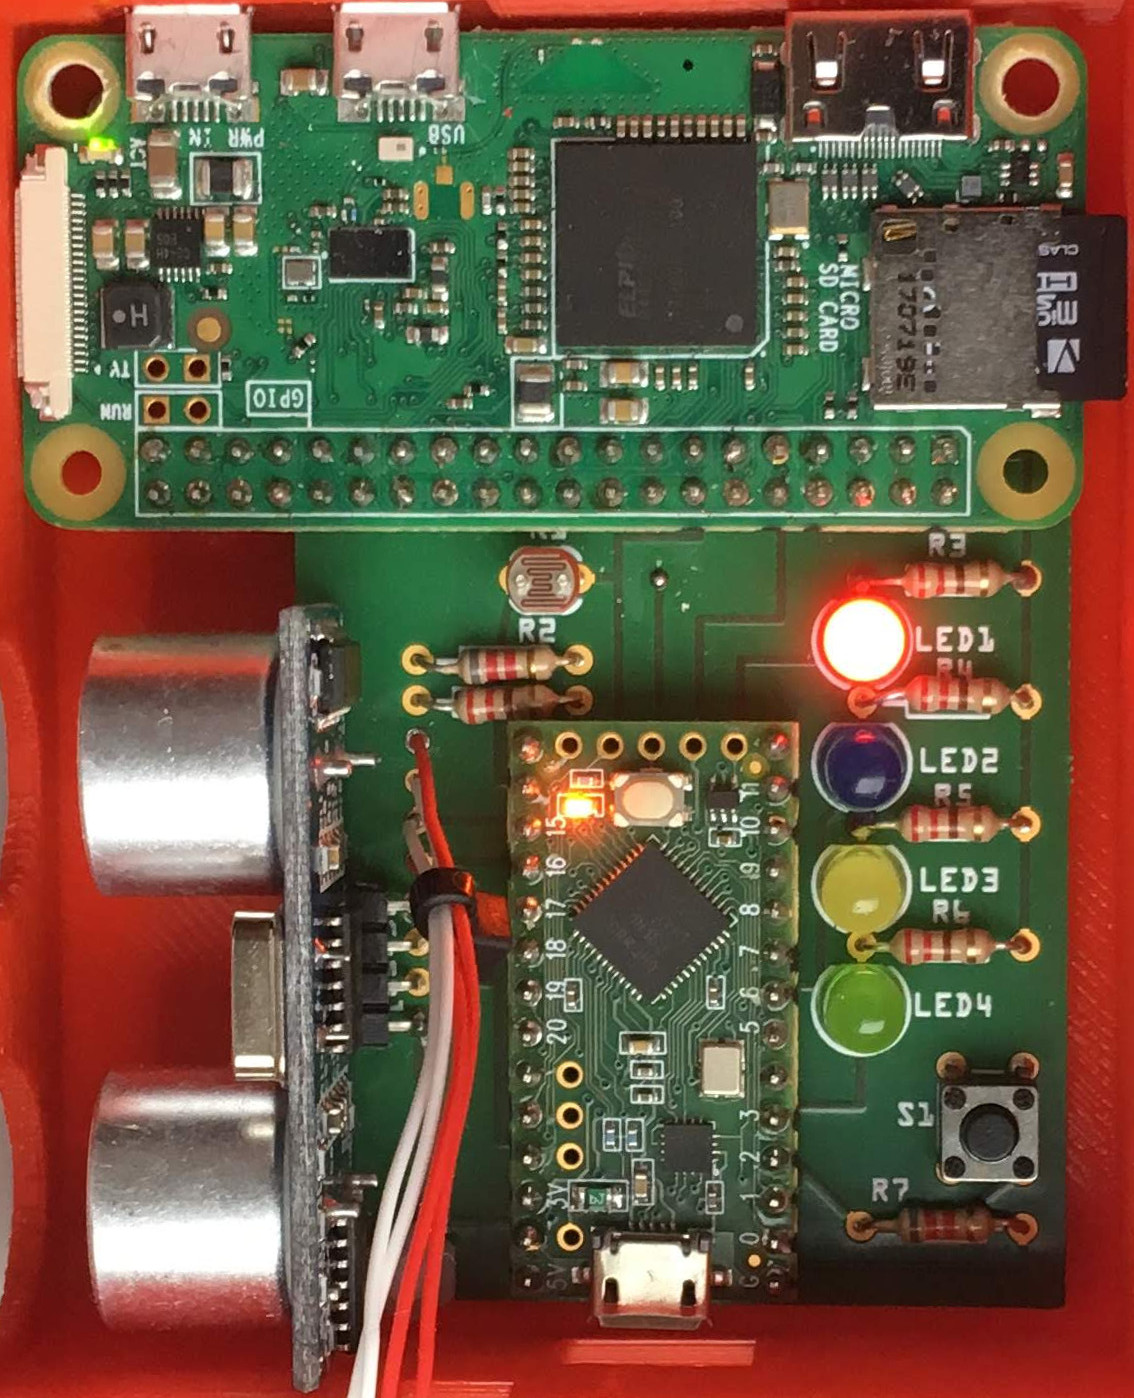 PWR IN
USB
ACT
MICRO
SD CARD
CLAS
170719E
H
TV
RUN
GPIO
R3
R2
LED1
R4
LED2
R5
LED3
R6
LED4
S1
R7
15
16
17
18
19
20
3V
5V
11
10
9
8
7
6
5
3
2
1
0
G